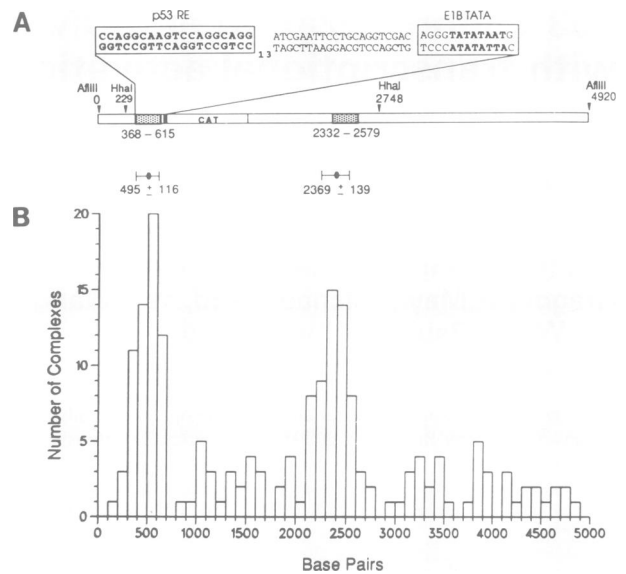 A
p53 RE
E1B TATA
CCAGGCAAGTCCAGGCAGG
GGTCCGTTCAGGTCCGTCC
13
ATCGAATTCCTGCAGGTCGAC
TAGCTTAAGGACGTCCAGCTG
AGGGTATATAATG
TCCCATATATTAC
AflIII
0
HhaI
229
HhaI
2748
AflIII
4920
CAT
368 – 615
2332 – 2579
495 ± 116
2369 ± 139
B
Number of Complexes
20
15
10
5
0
0 500 1000 1500 2000 2500 3000 3500 4000 4500 5000
Base Pairs